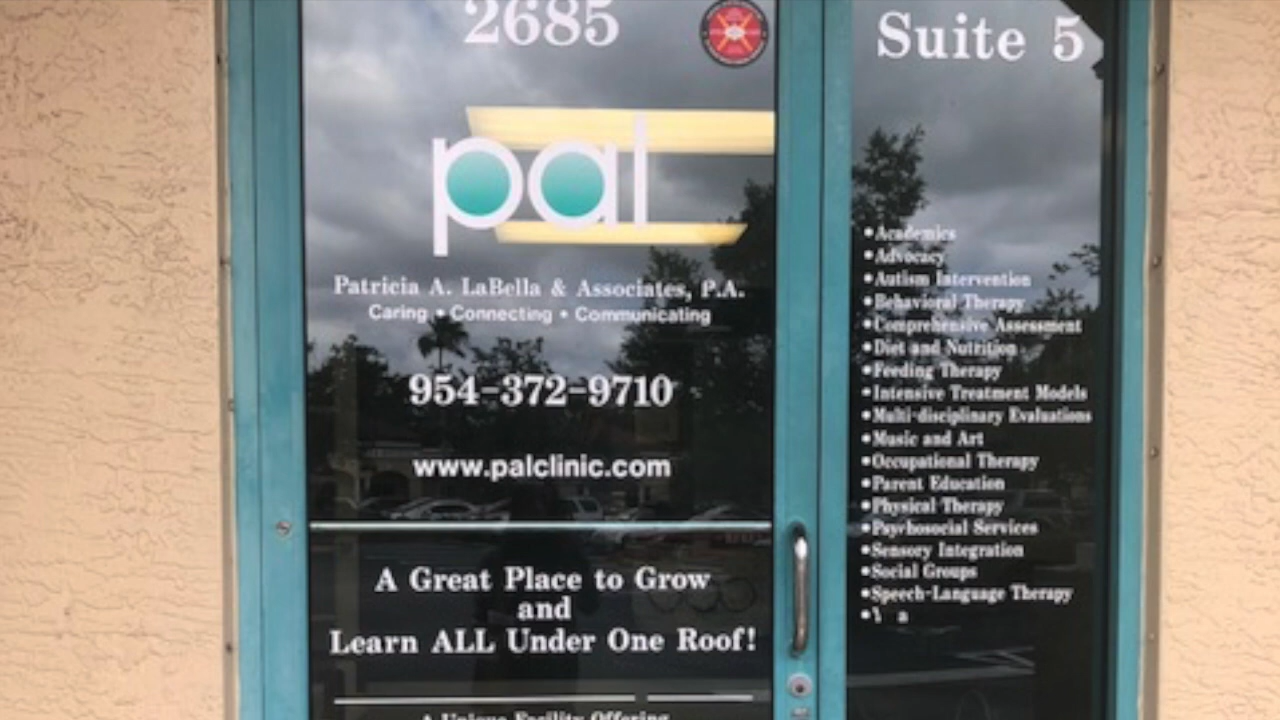 2685
pal
Patricia A. LaBella & Associates, P.A.
Caring • Connecting • Communicating
954-372-9710
www.palclinic.com
A Great Place to Grow
and
Learn ALL Under One Roof!
A Unique Facility Offering
Suite 5
• Academics
• Advocacy
• Autism Intervention
• Behavioral Therapy
• Comprehensive Assessment
• Diet and Nutrition
• Feeding Therapy
• Intensive Treatment Models
• Multi-disciplinary Evaluations
• Music and Art
• Occupational Therapy
• Parent Education
• Physical Therapy
• Psychosocial Services
• Sensory Integration
• Social Groups
• Speech-Language Therapy